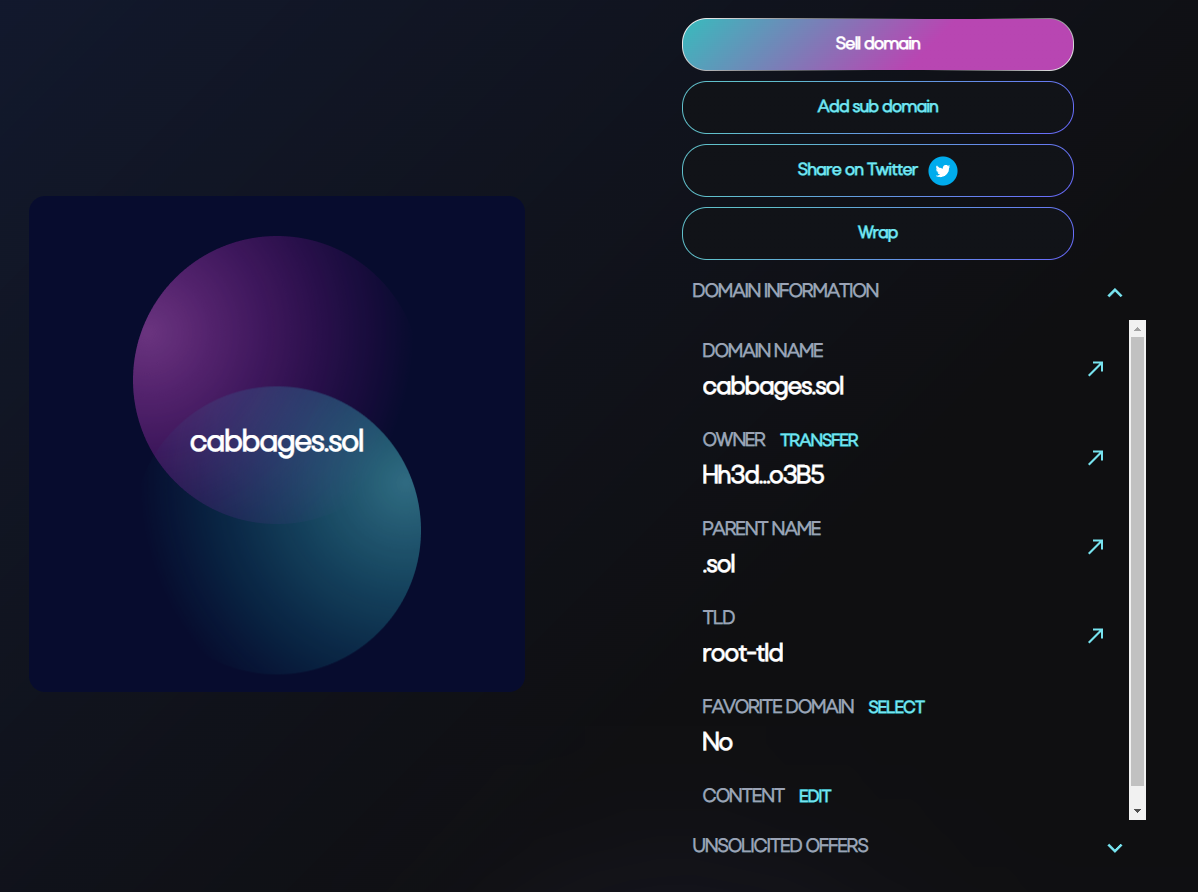 Sell domain
Add sub domain
Share on Twitter
Wrap
cabbages.sol
DOMAIN INFORMATION
DOMAIN NAME
cabbages.sol
OWNER TRANSFER
Hh3d...o3B5
PARENT NAME
.sol
TLD
root-tld
FAVORITE DOMAIN SELECT
No
CONTENT EDIT
UNSOLICITED OFFERS